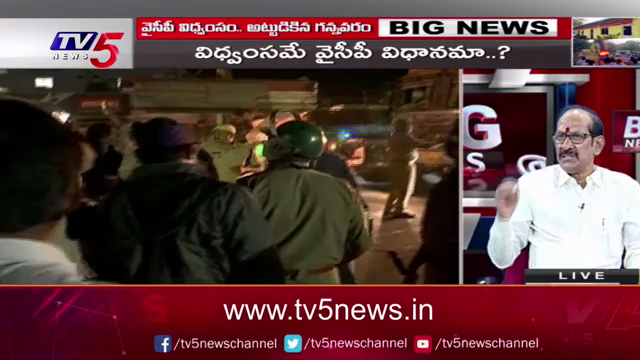 TV5
NEWS
వైసీపీ విధ్వంసం.. అట్టుడికిన గన్నవరం
BIG NEWS
విధ్వంసమే వైసీపీ విధానమా..?
LIVE
www.tv5news.in
/tv5newschannel
/tv5newschannel
/tv5newschannel